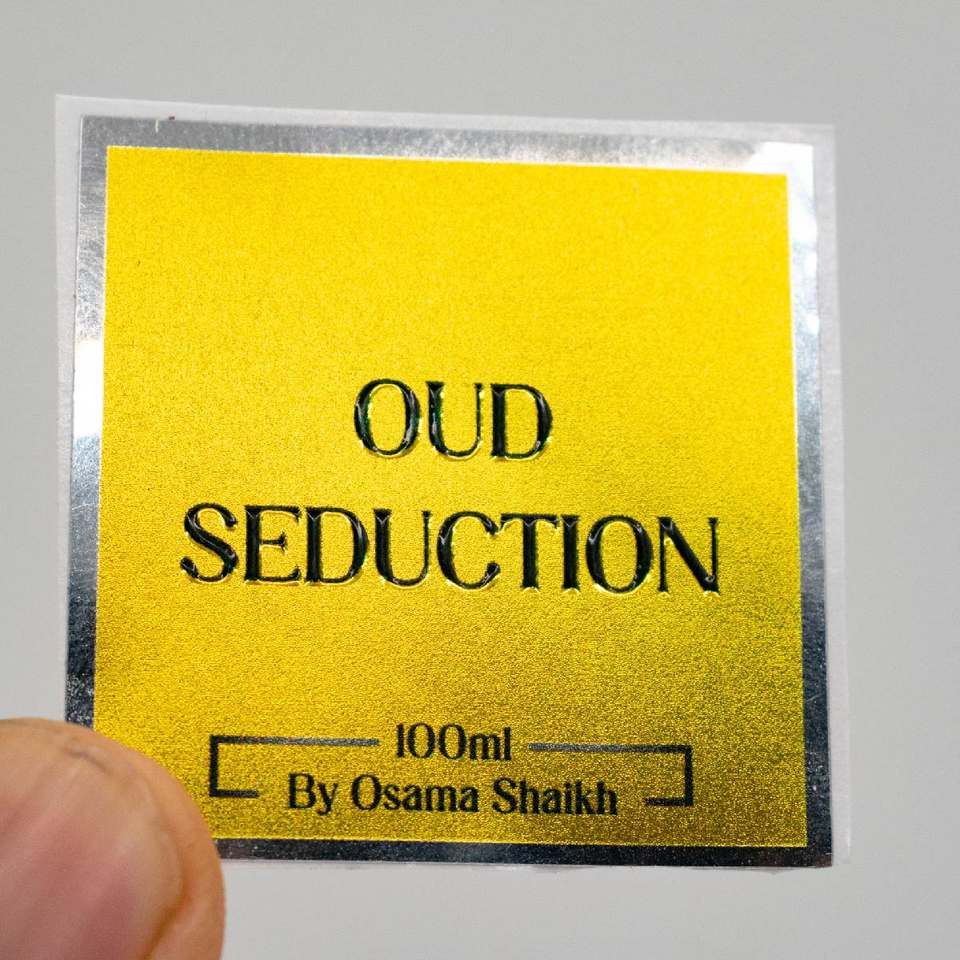 OUD
SEDUCTION
100ml
By Osama Shaikh